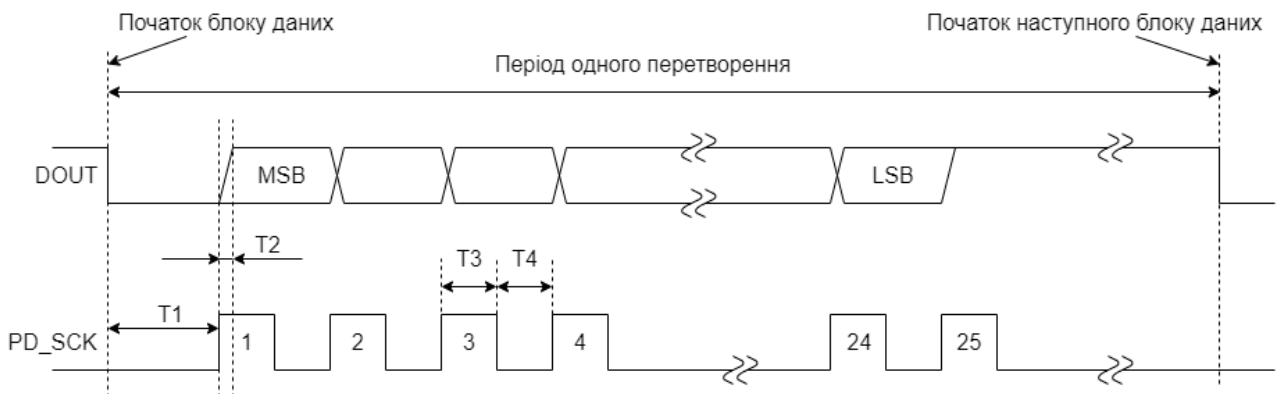 Початок блоку даних
Початок наступного блоку даних
Період одного перетворення
DOUT
MSB
LSB
T2
T3
T4
T1
PD_SCK
1
2
3
4
24
25